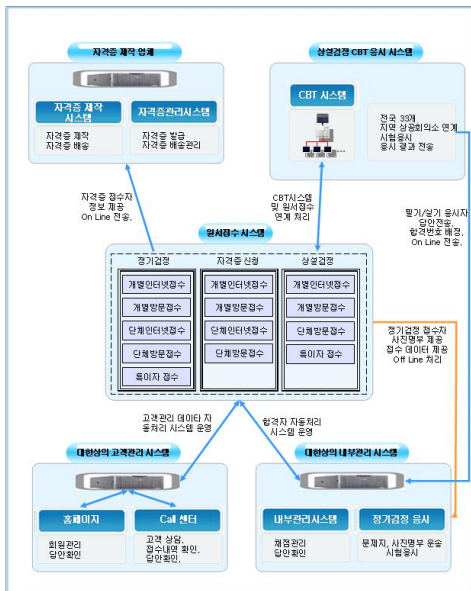 자격증 제작 업체
자격증 제작
시스템
자격증관리시스템
자격증 제작
자격증 배송
자격증 발급
자격증 배송관리
상설검정 CBT 응시 시스템
CBT 시스템
전국 33개
지역 상공회의소 연계
시험응시
응시 결과 전송
자격증 접수자
정보 제공
On Line 전송.
CBT시스템
및 원서접수
연계 처리
필기/실기 응시자
답안전송.
합격번호 배정.
On Line 전송.
원서접수 시스템
정기검정
개별인터넷접수
개별방문접수
단체인터넷접수
단체방문접수
특이자 접수
자격증 신청
개별인터넷접수
개별방문접수
단체인터넷접수
단체방문접수
상설검정
개별인터넷접수
개별방문접수
단체방문접수
특이자 접수
정기검정 접수자
사진명부 제공
접수 데이터 제공
Off Line 처리
고객관리 데이타 자
동처리 시스템 운영
합격자 자동처리
시스템 운영
대한상의 고객관리 시스템
홈페이지
Call 센터
회원관리
답안확인
고객 상담.
접수내역 확인.
답안확인.
대한상의 내부관리 시스템
내부관리시스템
정기검정 응시
채점관리
답안확인
문제지, 사진명부 운송
시험응시